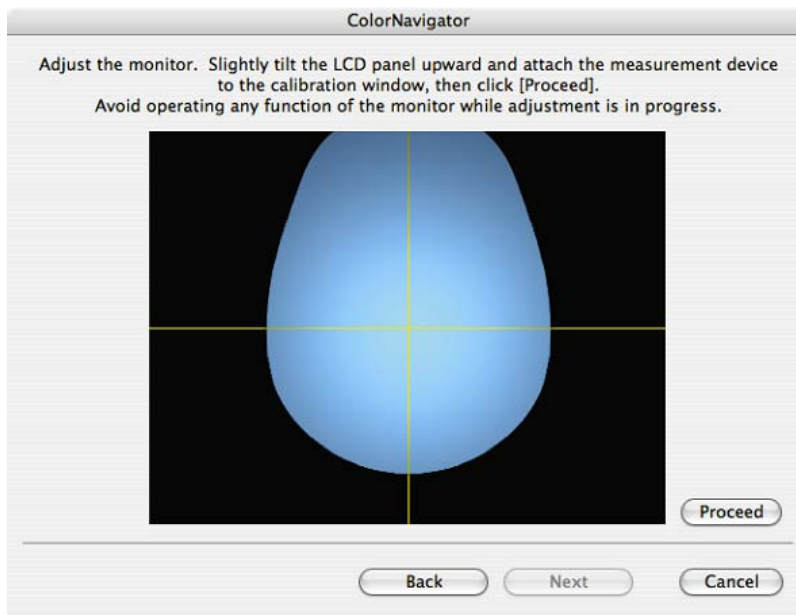 ColorNavigator
Adjust the monitor. Slightly tilt the LCD panel upward and attach the measurement device
to the calibration window, then click [Proceed].
Avoid operating any function of the monitor while adjustment is in progress.
Proceed
Back
Next
Cancel